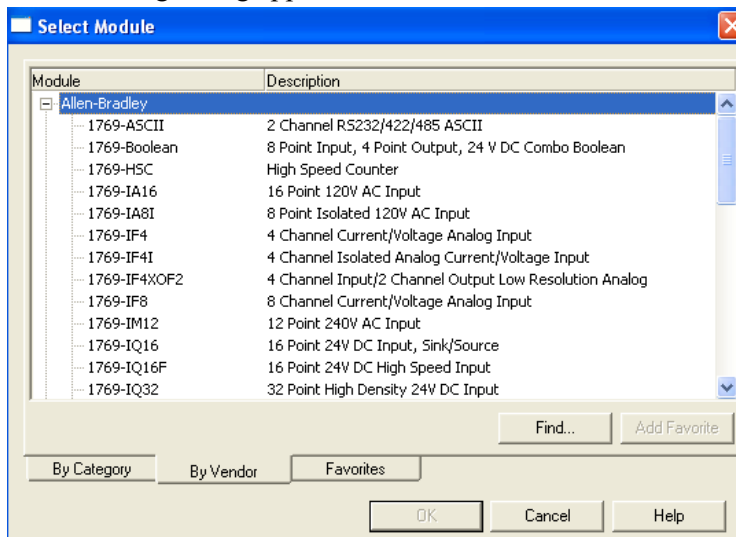 Select Module
Module Description
Allen-Bradley
1769-ASCII 2 Channel RS232/422/485 ASCII
1769-Boolean 8 Point Input, 4 Point Output, 24 V DC Combo Boolean
1769-HSC High Speed Counter
1769-IA16 16 Point 120V AC Input
1769-IA8I 8 Point Isolated 120V AC Input
1769-IF4 4 Channel Current/Voltage Analog Input
1769-IF4I 4 Channel Isolated Analog Current/Voltage Input
1769-IF4XOF2 4 Channel Input/2 Channel Output Low Resolution Analog
1769-IF8 8 Channel Current/Voltage Analog Input
1769-IM12 12 Point 240V AC Input
1769-IQ16 16 Point 24V DC Input, Sink/Source
1769-IQ16F 16 Point 24V DC High Speed Input
1769-IQ32 32 Point High Density 24V DC Input
Find... Add Favorite
By Category By Vendor Favorites
OK Cancel Help